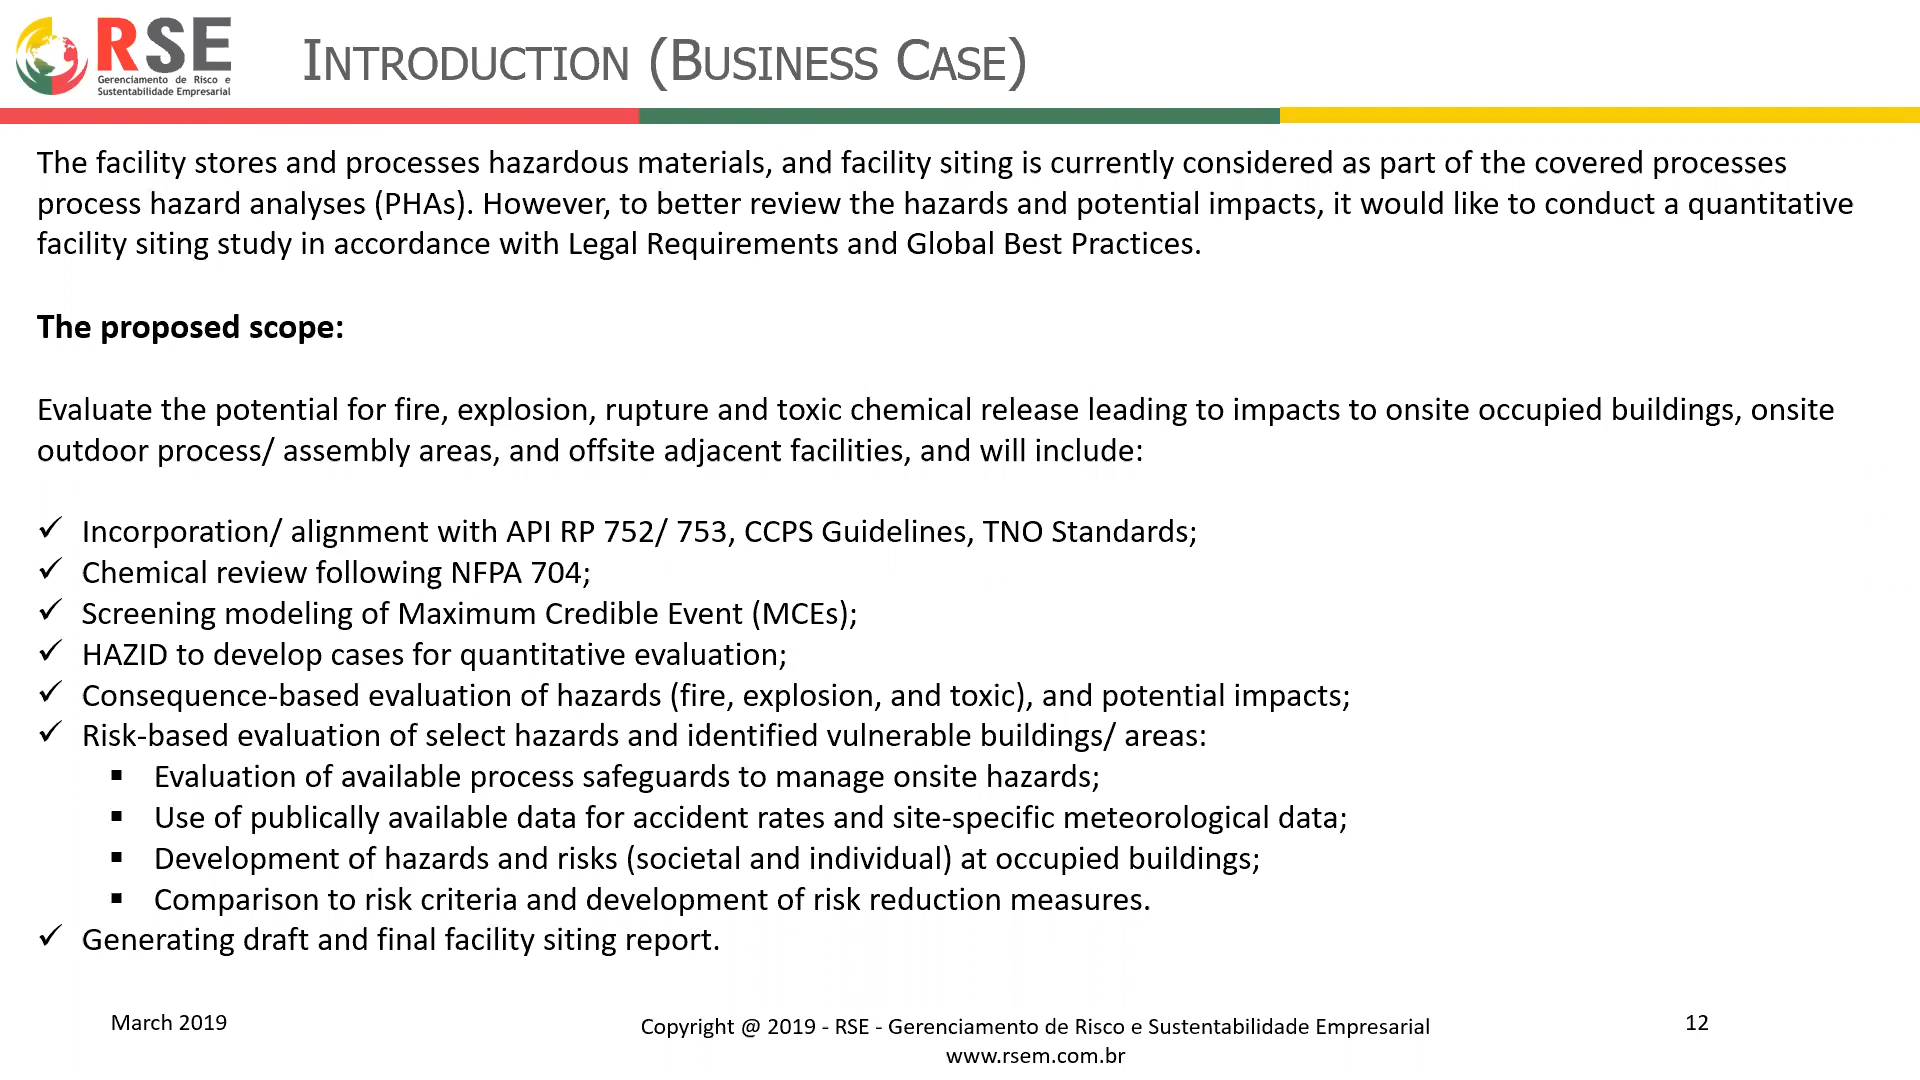 RSE
Gerenciamento de Risco e
Sustentabilidade Empresarial
INTRODUCTION (BUSINESS CASE)
The facility stores and processes hazardous materials, and facility siting is currently considered as part of the covered processes
process hazard analyses (PHAs). However, to better review the hazards and potential impacts, it would like to conduct a quantitative
facility siting study in accordance with Legal Requirements and Global Best Practices.
The proposed scope:
Evaluate the potential for fire, explosion, rupture and toxic chemical release leading to impacts to onsite occupied buildings, onsite
outdoor process/ assembly areas, and offsite adjacent facilities, and will include:
✓ Incorporation/ alignment with API RP 752/ 753, CCPS Guidelines, TNO Standards;
✓ Chemical review following NFPA 704;
✓ Screening modeling of Maximum Credible Event (MCEs);
✓ HAZID to develop cases for quantitative evaluation;
✓ Consequence-based evaluation of hazards (fire, explosion, and toxic), and potential impacts;
✓ Risk-based evaluation of select hazards and identified vulnerable buildings/ areas:
▪ Evaluation of available process safeguards to manage onsite hazards;
▪ Use of publically available data for accident rates and site-specific meteorological data;
▪ Development of hazards and risks (societal and individual) at occupied buildings;
▪ Comparison to risk criteria and development of risk reduction measures.
✓ Generating draft and final facility siting report.
March 2019
Copyright @ 2019 - RSE - Gerenciamento de Risco e Sustentabilidade Empresarial
www.rsem.com.br
12